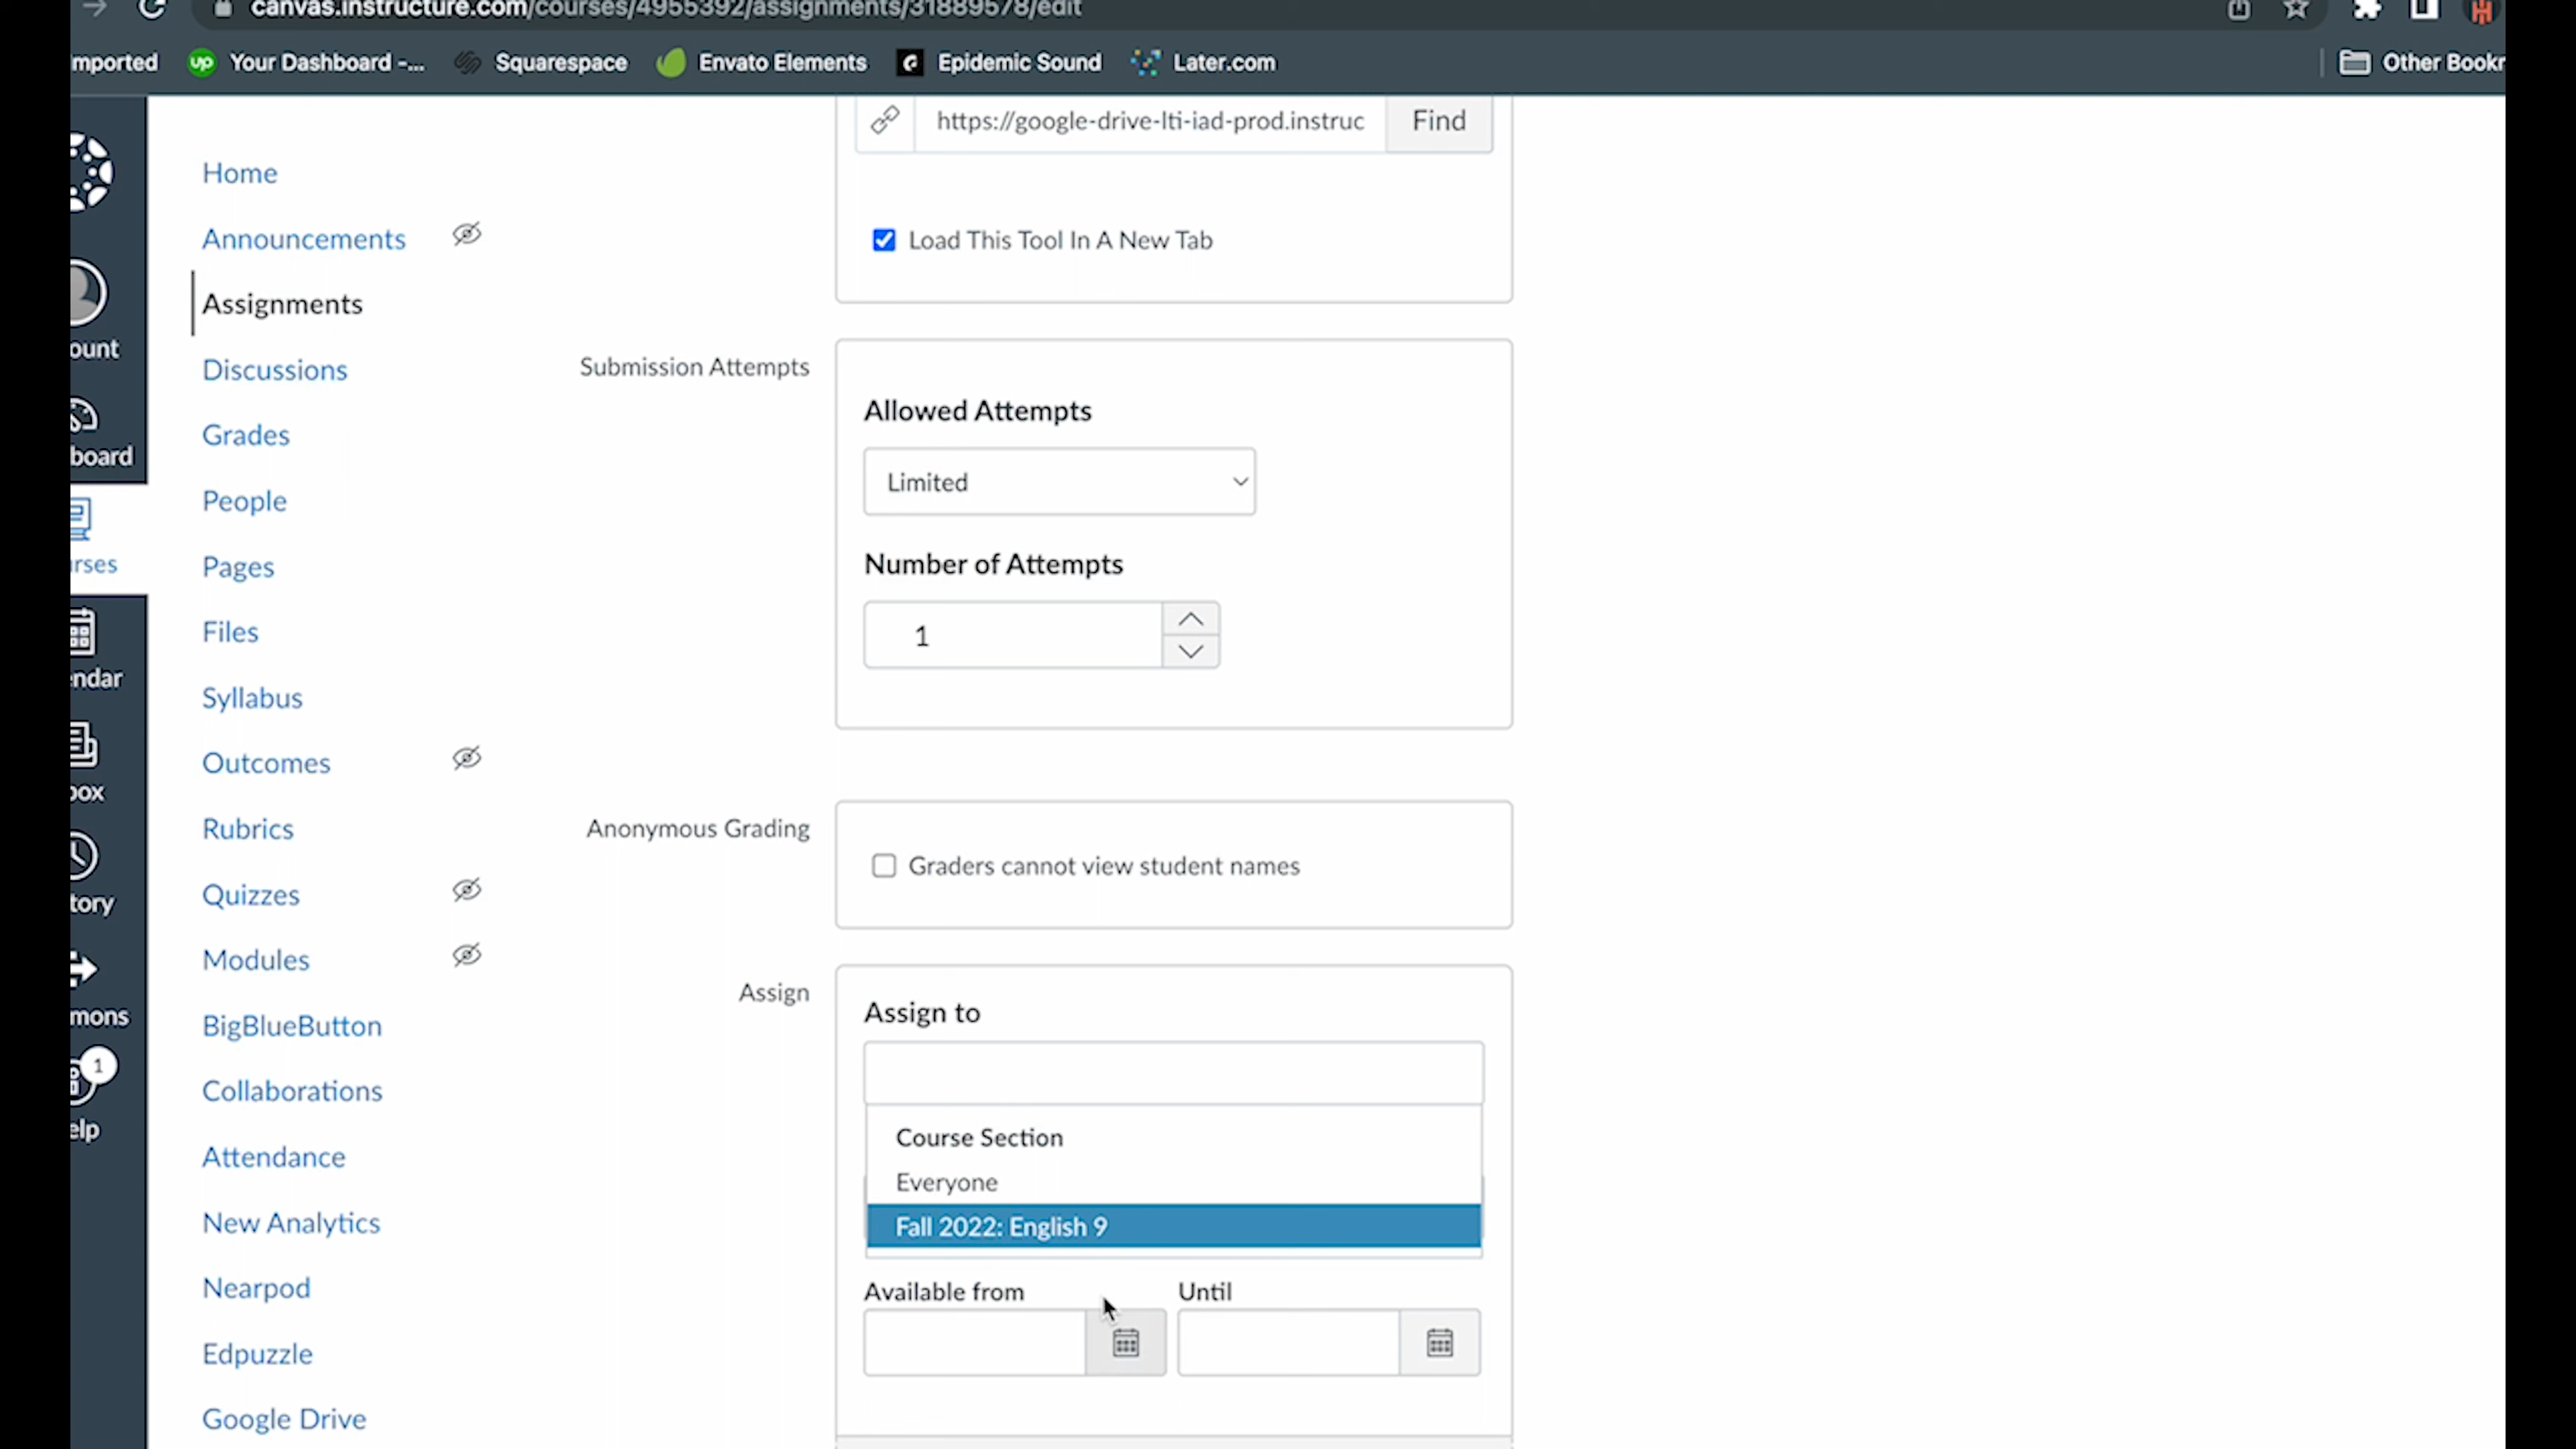 canvas.instructure.com/courses/4955392/assignments/31889578/edit
mported
up Your Dashboard -...
Squarespace
Envato Elements
Epidemic Sound
Later.com
Other Bookr
ount
board
rses
endar
box
tory
mons
1
elp
Home
Announcements
Assignments
Discussions
Grades
People
Pages
Files
Syllabus
Outcomes
Rubrics
Quizzes
Modules
BigBlueButton
Collaborations
Attendance
New Analytics
Nearpod
Edpuzzle
Google Drive
https://google-drive-lti-iad-prod.instruc Find
Load This Tool In A New Tab
Submission Attempts
Allowed Attempts
Limited
Number of Attempts
1
Anonymous Grading
Graders cannot view student names
Assign
Assign to
Course Section
Everyone
Fall 2022: English 9
Available from Until